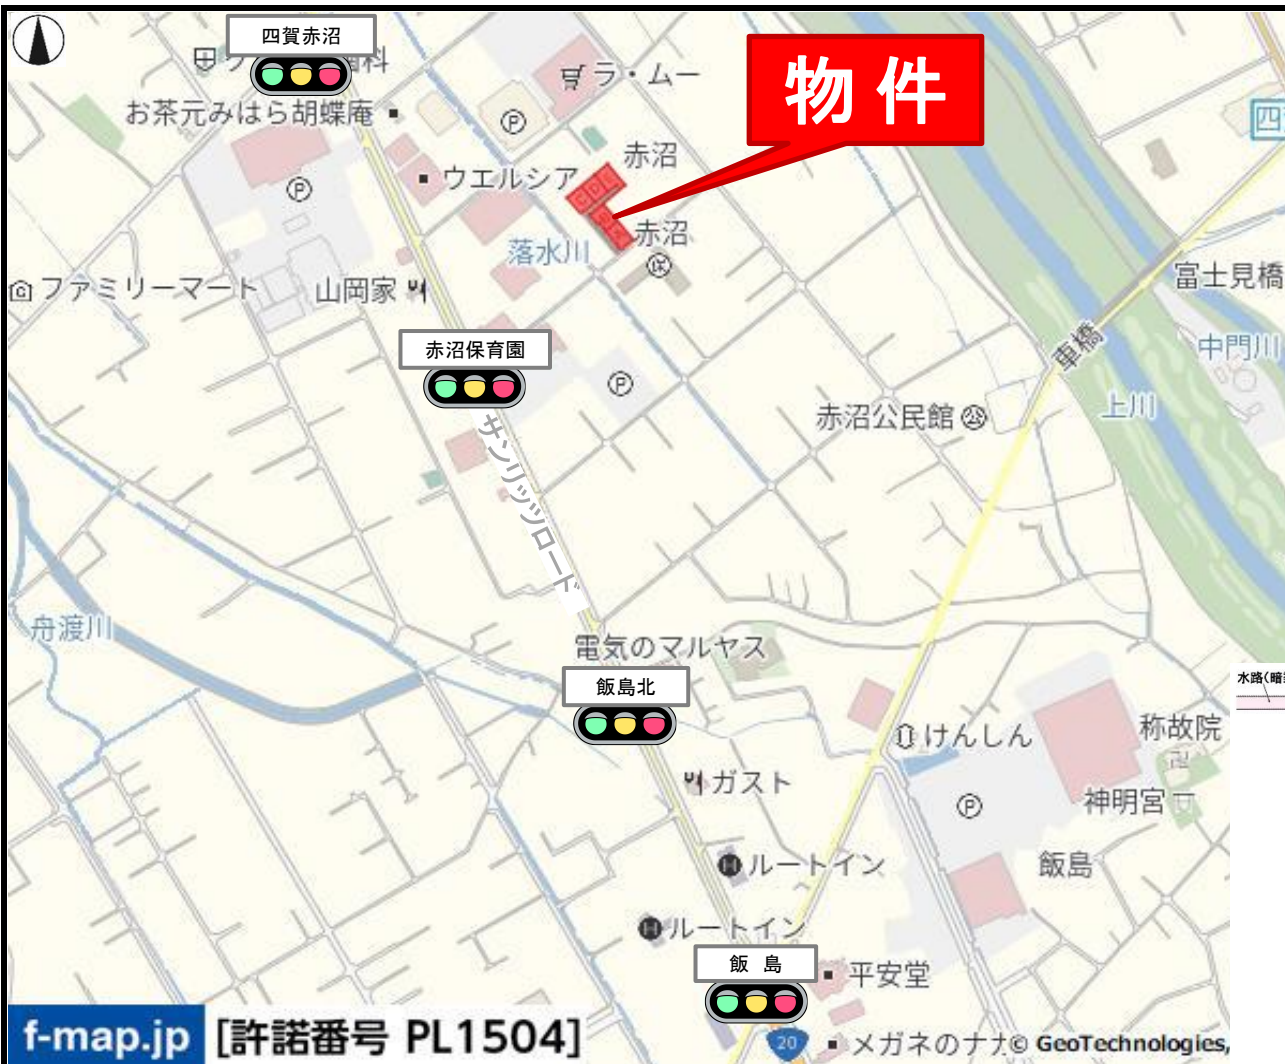 四賀赤沼
お茶元みはら胡蝶庵
ラ・ムー
物 件
四
赤沼
ウエルシア
赤沼
保
落水川
ファミリーマート
山岡家
富士見橋
赤沼保育園
車橋
中門川
上川
赤沼公民館
サンリッツロード
舟渡川
電気のマルヤス
飯島北
水路(暗
けんしん
称故院
ガスト
神明宮
ルートイン
飯島
ルートイン
飯 島
平安堂
20
メガネのナカ
© GeoTechnologies,
f-map.jp
[許諾番号 PL1504]